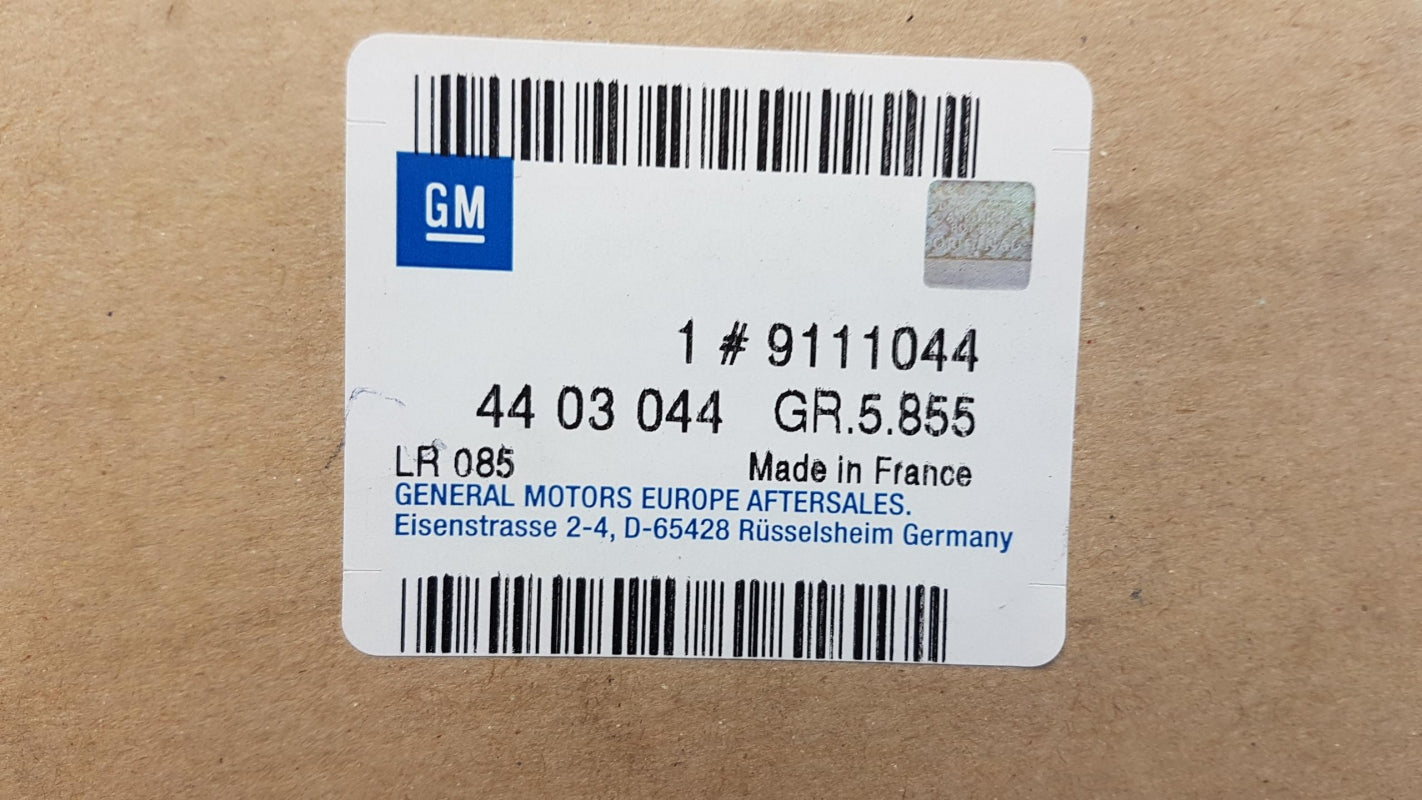 GM
ORIGINAL
1 # 9111044
44 03 044 GR.5.855
LR 085 Made in France
GENERAL MOTORS EUROPE AFTERSALES.
Eisenstrasse 2-4, D-65428 Rüsselsheim Germany